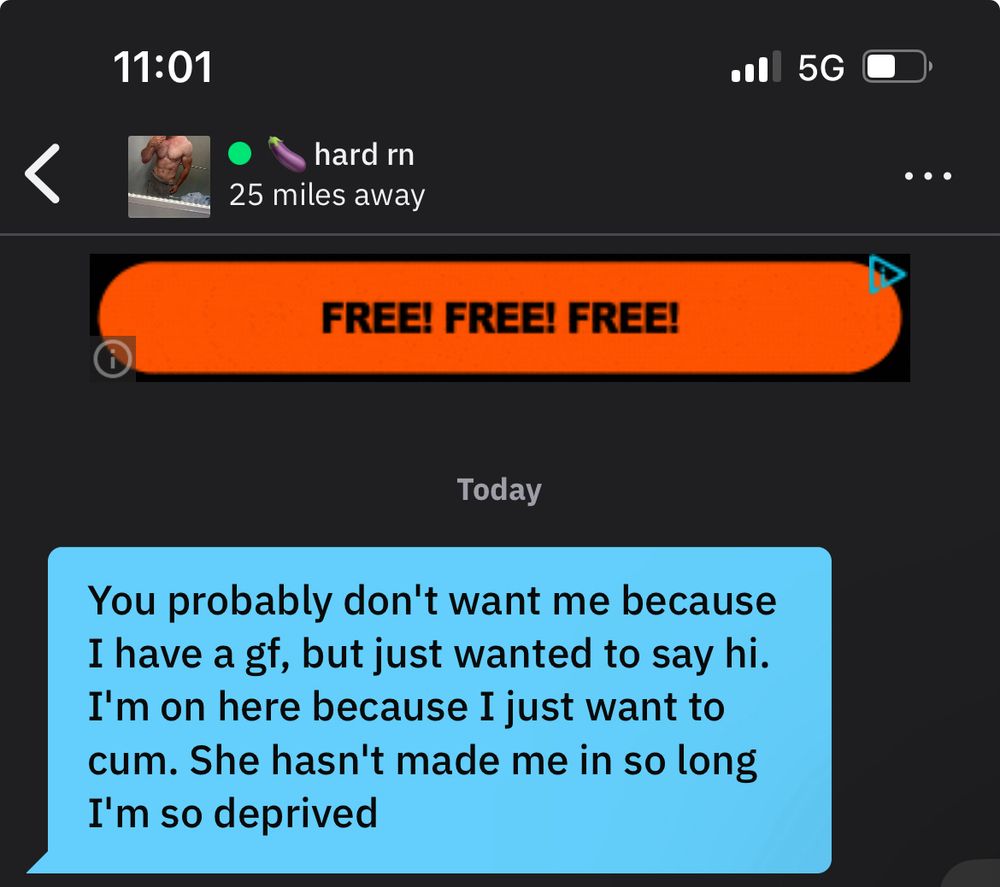 11:01 5G
🍆 hard rn
25 miles away
FREE! FREE! FREE!
Today
You probably don't want me because
I have a gf, but just wanted to say hi.
I'm on here because I just want to
cum. She hasn't made me in so long
I'm so deprived